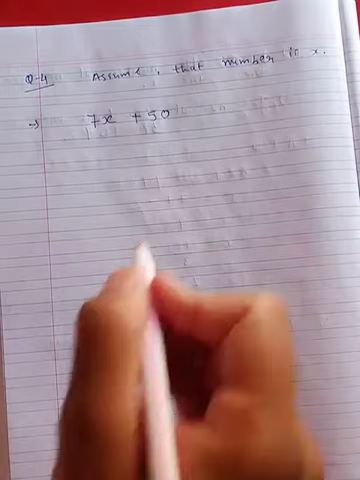 Q-4 Assume, that number is x.
→ 7x + 50